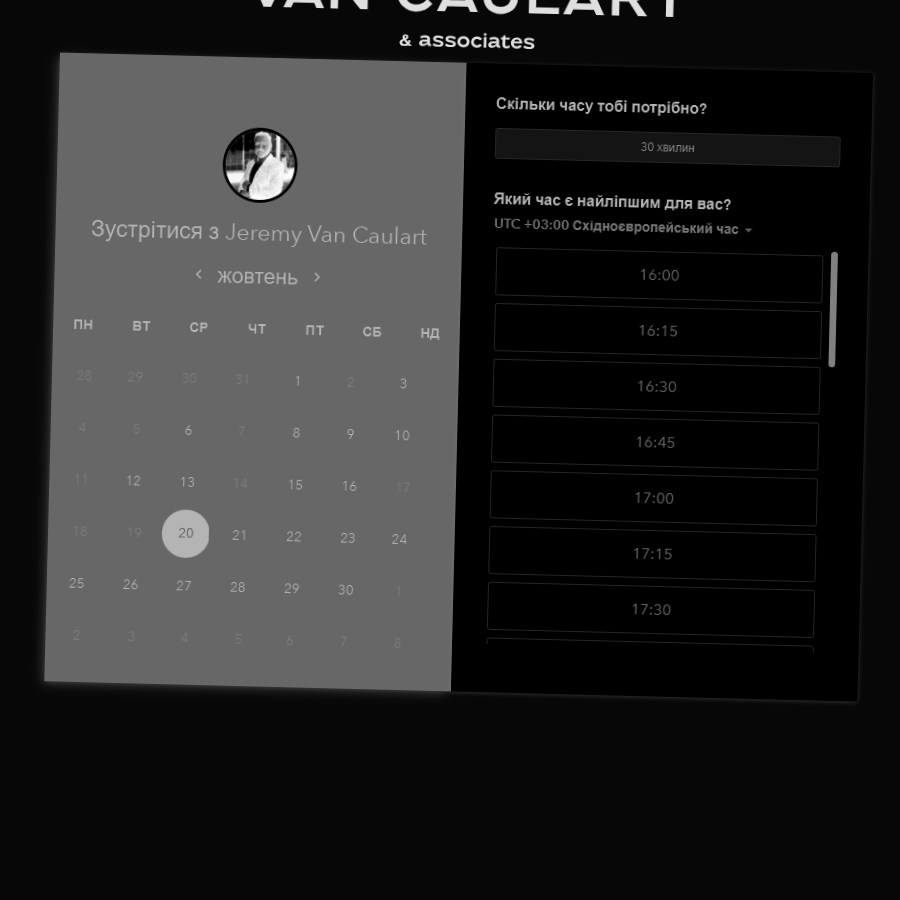 VAN CAULART
& associates
Зустрітися з Jeremy Van Caulart
жовтень
ПН ВТ СР ЧТ ПТ СБ НД
28 29 30 31 1 2 3
4 5 6 7 8 9 10
11 12 13 14 15 16 17
18 19 20 21 22 23 24
25 26 27 28 29 30 1
2 3 4 5 6 7 8
Скільки часу тобі потрібно?
30 хвилин
Який час є найліпшим для вас?
UTC +03:00 Східноєвропейський час
16:00
16:15
16:30
16:45
17:00
17:15
17:30